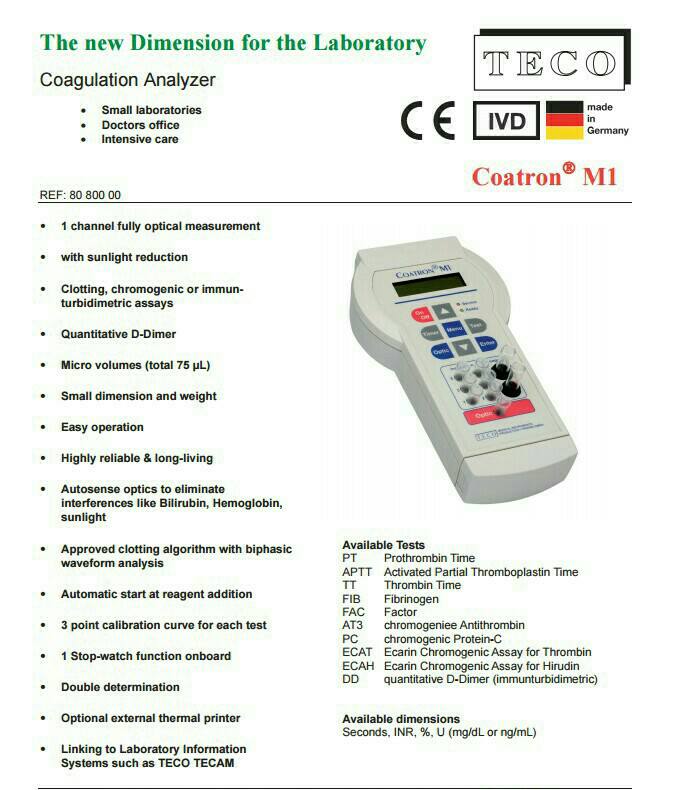 The new Dimension for the Laboratory
TECO
Coagulation Analyzer
• Small laboratories
• Doctors office
• Intensive care
CE
IVD
made
in
Germany
Coatron® M1
REF: 80 800 00
• 1 channel fully optical measurement
• with sunlight reduction
• Clotting, chromogenic or immun-
turbidimetric assays
• Quantitative D-Dimer
• Micro volumes (total 75 µL)
• Small dimension and weight
• Easy operation
• Highly reliable & long-living
• Autosense optics to eliminate
interferences like Bilirubin, Hemoglobin,
sunlight
• Approved clotting algorithm with biphasic
waveform analysis
• Automatic start at reagent addition
• 3 point calibration curve for each test
• 1 Stop-watch function onboard
• Double determination
• Optional external thermal printer
• Linking to Laboratory Information
Systems such as TECO TECAM
COATRON® M1
On
Off
Timer
Menu
Test
Optic
Enter
Optic
TECO
Available Tests
PT Prothrombin Time
APTT Activated Partial Thromboplastin Time
TT Thrombin Time
FIB Fibrinogen
FAC Factor
AT3 chromogeniee Antithrombin
PC chromogenic Protein-C
ECAT Ecarin Chromogenic Assay for Thrombin
ECAH Ecarin Chromogenic Assay for Hirudin
DD quantitative D-Dimer (immunturbidimetric)
Available dimensions
Seconds, INR, %, U (mg/dL or ng/mL)